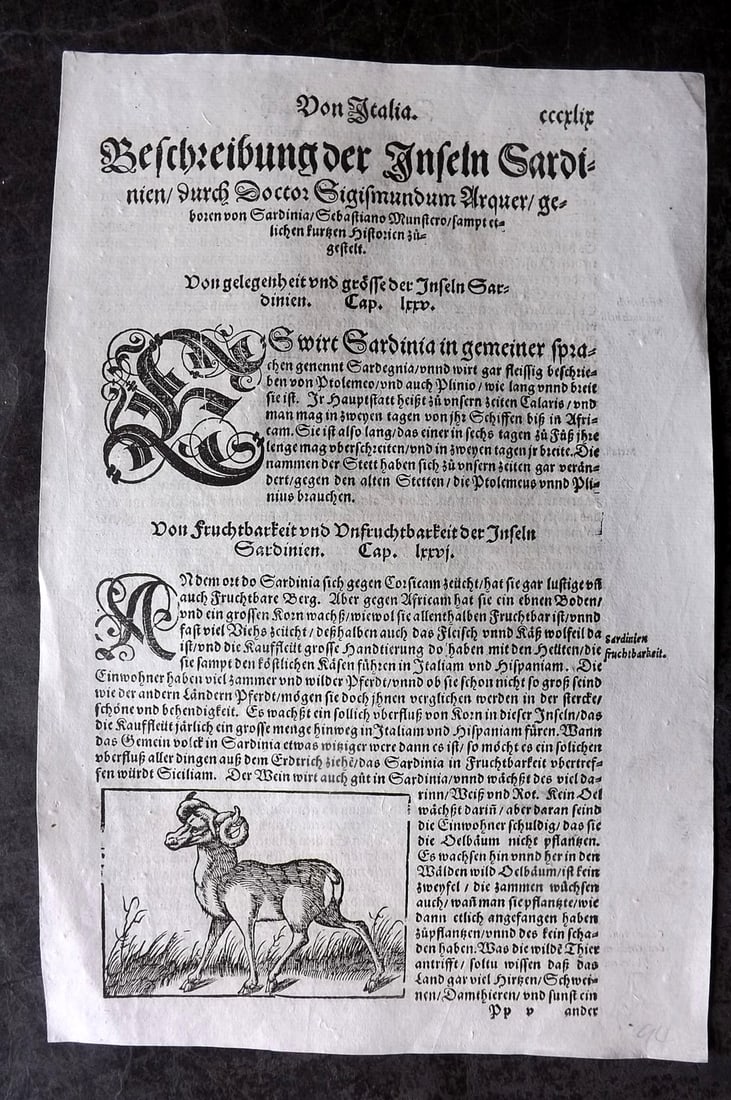 Von Italia. cccxlix
Beschreibung der Inseln Sardi-
nien/ durch Doctor Sigismundum Arquer/ ge-
boren von Sardinia/ Sebastiano Munstero/ sampt et-
lichen kurtzen Historien zů-
gestelt.
Von gelegenheit vnd grösse der Inseln Sar-
dinien. Cap. lxxv.
ES wirt Sardinia in gemeiner spra-
chen genennt Sardegnia/ vnnd wirt gar fleissig beschrie-
ben von Ptolemeo/ vnd auch Plinio/ wie lang vnnd breit
sie ist. Ir Hauptstatt heißt zů vnsern zeiten Calaris/ vnd
man mag in zweyen tagen von jhr Schiffen biß in Afri-
cam. Sie ist also lang/ das einer in sechs tagen zů Fůß jhre
lenge mag vberschreiten/ vnd in zweyen tagen jr breite. Die
nammen der Stett haben sich zů vnsern zeiten gar verän-
dert/ gegen den alten Stetten/ die Ptolemeus vnnd Pli-
nius brauchen.
Von Fruchtbarkeit vnd Vnfruchtbarkeit der Inseln
Sardinien. Cap. lxxvj.
AN dem ort do Sardinia sich gegen Corsicam zeücht/ hat sie gar lustige vñ
auch Fruchtbare Berg. Aber gegen Africam hat sie ein ebnen Boden/
vnd ein grossen Korn wachß/ wiewol sie allenthalben Fruchtbar ist/ vnnd
fast viel Viehs zeücht/ deßhalben auch das Fleisch vnnd Käß wolfeil da
ist/ vnd die Kauffleüt grosse Handtierung do haben mit den Heüten/ die
sie sampt den köstlichen Käsen führen in Italiam vnd Hispaniam. Die
Sardinien
fruchtbarkeit.
Einwohner haben viel zammer vnd wilder Pferdt/ vnnd ob sie schon nicht so groß seind
wie der andern Ländern Pferdt/ mögen sie doch jhnen verglichen werden in der stercke/
schöne vnd behendigkeit. Es wachßt ein sollich vberfluß von Korn in dieser Inseln/ das
die Kauffleüt järlich ein grosse menge hinweg in Italiam vnd Hispaniam füren. Wann
das Gemein volck in Sardinia etwas witziger were dann es ist/ so möcht es ein solichen
vberfluß aller dingen auß dem Erdtrich ziehē/ das Sardinia in Fruchtbarkeit vbertref-
fen würdt Siciliam. Der Wein wirt auch gůt in Sardinia/ vnnd wächßt des viel da-
rinn/ Weiß vnd Rot. Kein Oel
wächßt dariñ/ aber daran seind
die Einwohner schuldig/ das sie
die Oelbäum nicht pflantzen.
Es wachsen hin vnnd her in den
Wälden wild Oelbäum/ ist kein
zweyfel/ die zammen wůchsen
auch/ wañ man sie pflantzte/ wie
dann etlich angefangen haben
zů pflantzen/ vnnd des kein scha-
den haben. Was die wildē Thier
antrifft/ soltu wissen daß das
Land gar viel Hirtzen/ Schwei-
nen/ Damthieren/ vnd sunst ein
Pp v ander
94